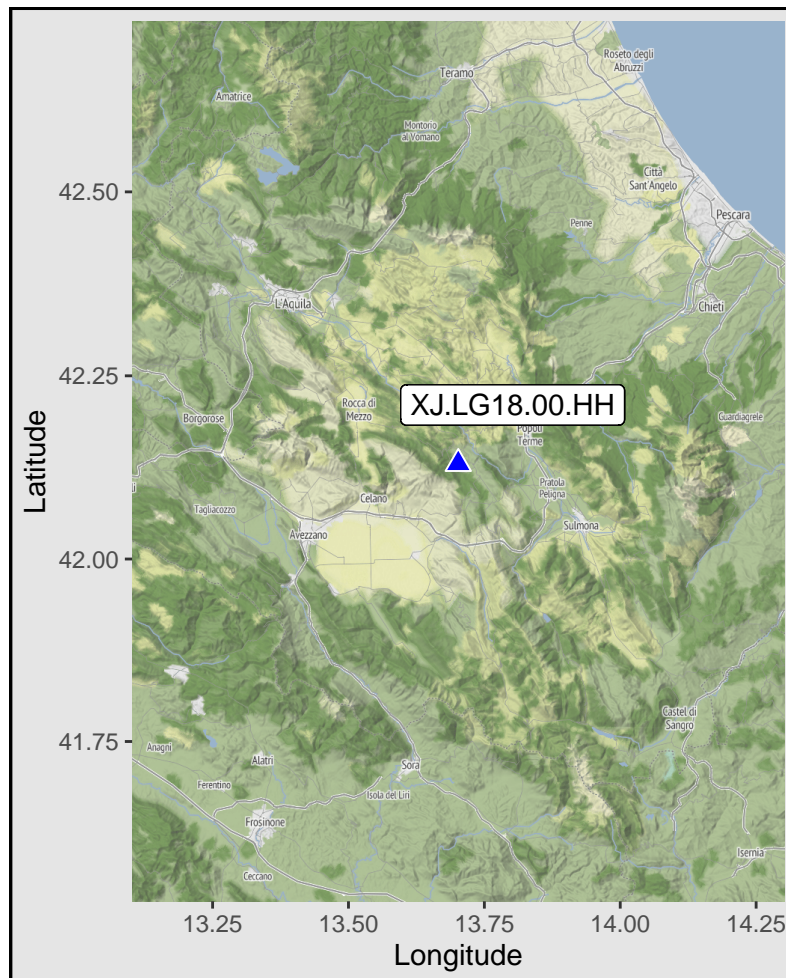 Roseto degli
Abruzzi
Teramo
Amatrice
Montorio
al Vomano
Città
Sant'Angelo
42.50
Penne
Pescara
L'Aquila
Chieti
42.25
XJ.LG18.00.HH
Rocca di
Mezzo
Borgorose
Guardiagrele
Popoli
Terme
Latitude
Celano
Pratola
Peligna
Tagliacozzo
Sulmona
Avezzano
42.00
Castel di
Sangro
41.75
Anagni
Alatri
Sora
Ferentino
Isola del Liri
Frosinone
Isernia
Ceccano
13.25
13.50
13.75
14.00
14.25
Longitude